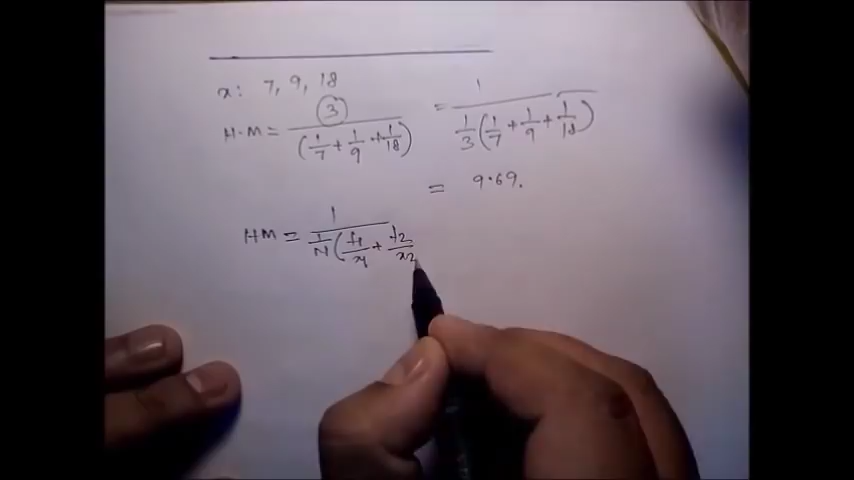 x: 7, 9, 18
H·M = 3 / (1/7 + 1/9 + 1/18) = 1 / 1/3 (1/7 + 1/9 + 1/18)
= 9.69.
HM = 1 / 1/N (f1/x1 + f2/x2